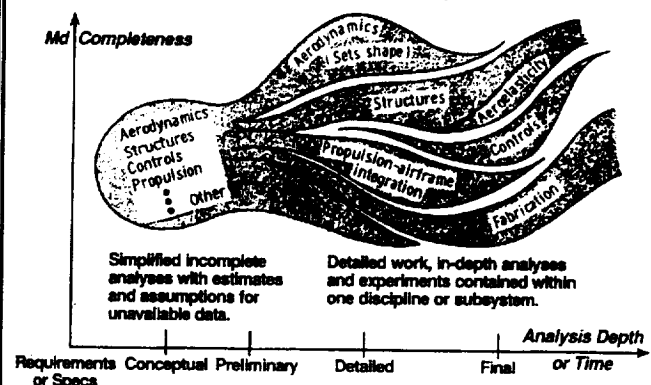 Md Completeness
Aerodynamics
(Sets shape)
Structures
Aeroelasticity
Controls
Propulsion-airframe
integration
Fabrication
Aerodynamics
Structures
Controls
Propulsion
Other
Simplified incomplete
analyses with estimates
and assumptions for
unavailable data.
Detailed work, in-depth analyses
and experiments contained within
one discipline or subsystem.
Analysis Depth
or Time
Requirements
or Specs
Conceptual
Preliminary
Detailed
Final